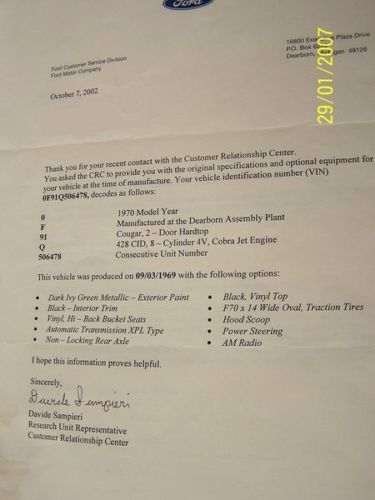 Ford
Ford Customer Service Division
Ford Motor Company
16800 Plaza Drive
P.O. Box
Dearborn, 48126
October 7, 2002
29/01/2007
Thank you for your recent contact with the Customer Relationship Center.
You asked the CRC to provide you with the original specifications and optional equipment for
your vehicle at the time of manufacture. Your vehicle identification number (VIN)
0F91Q506478, decodes as follows:
0 1970 Model Year
F Manufactured at the Dearborn Assembly Plant
91 Cougar, 2 – Door Hardtop
Q 428 CID, 8 – Cylinder 4V, Cobra Jet Engine
506478 Consecutive Unit Number
This vehicle was produced on 09/03/1969 with the following options:
• Dark Ivy Green Metallic – Exterior Paint
• Black – Interior Trim
• Vinyl, Hi – Back Bucket Seats
• Automatic Transmission XPL Type
• Non – Locking Rear Axle
• Black, Vinyl Top
• F70 x 14 Wide Oval, Traction Tires
• Hood Scoop
• Power Steering
• AM Radio
I hope this information proves helpful.
Sincerely,
Davide Sampieri
Davide Sampieri
Research Unit Representative
Customer Relationship Center